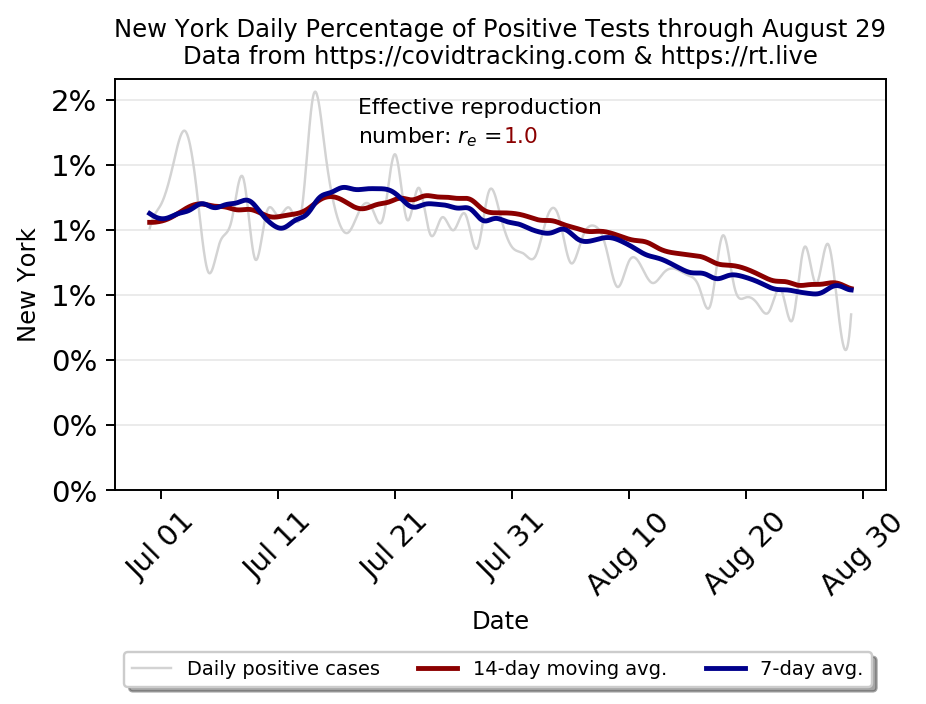 New York Daily Percentage of Positive Tests through August 29
Data from https://covidtracking.com & https://rt.live
Effective reproduction
number: rₑ =1.0
2%
1%
1%
1%
0%
0%
0%
New York
Jul 01
Jul 11
Jul 21
Jul 31
Aug 10
Aug 20
Aug 30
Date
Daily positive cases
14-day moving avg.
7-day avg.